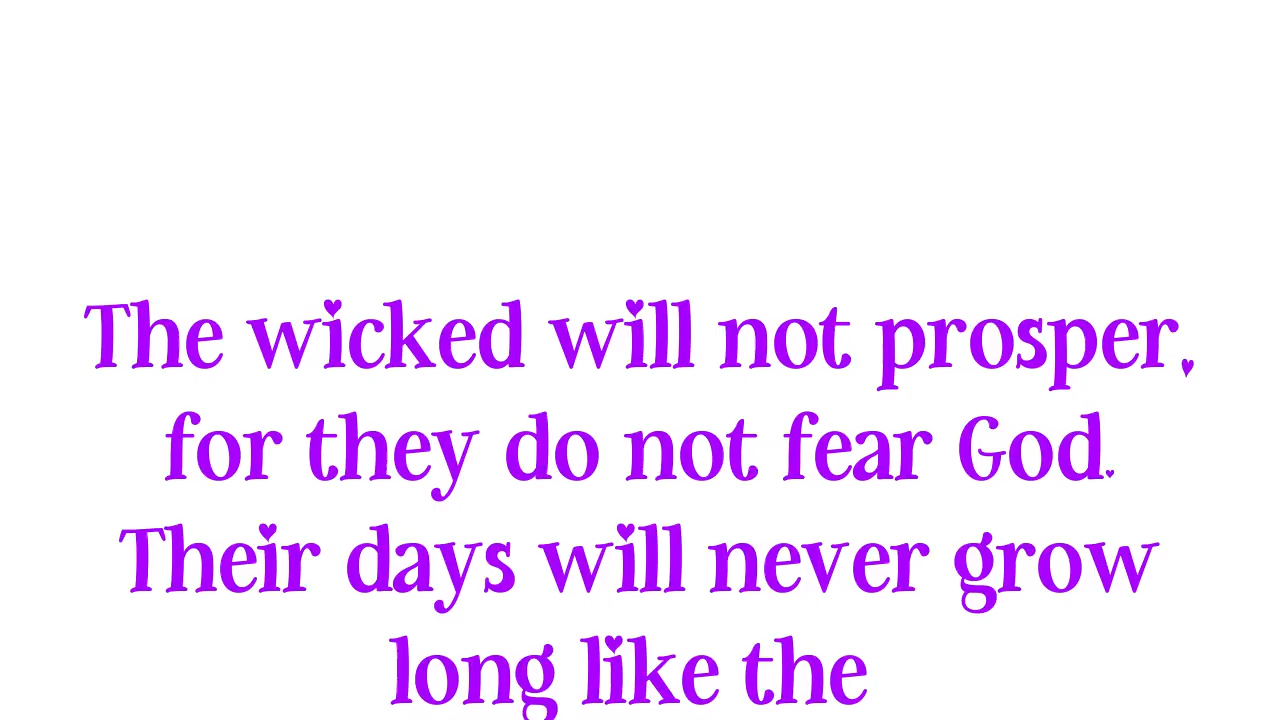 The wicked will not prosper,
for they do not fear God.
Their days will never grow
long like the